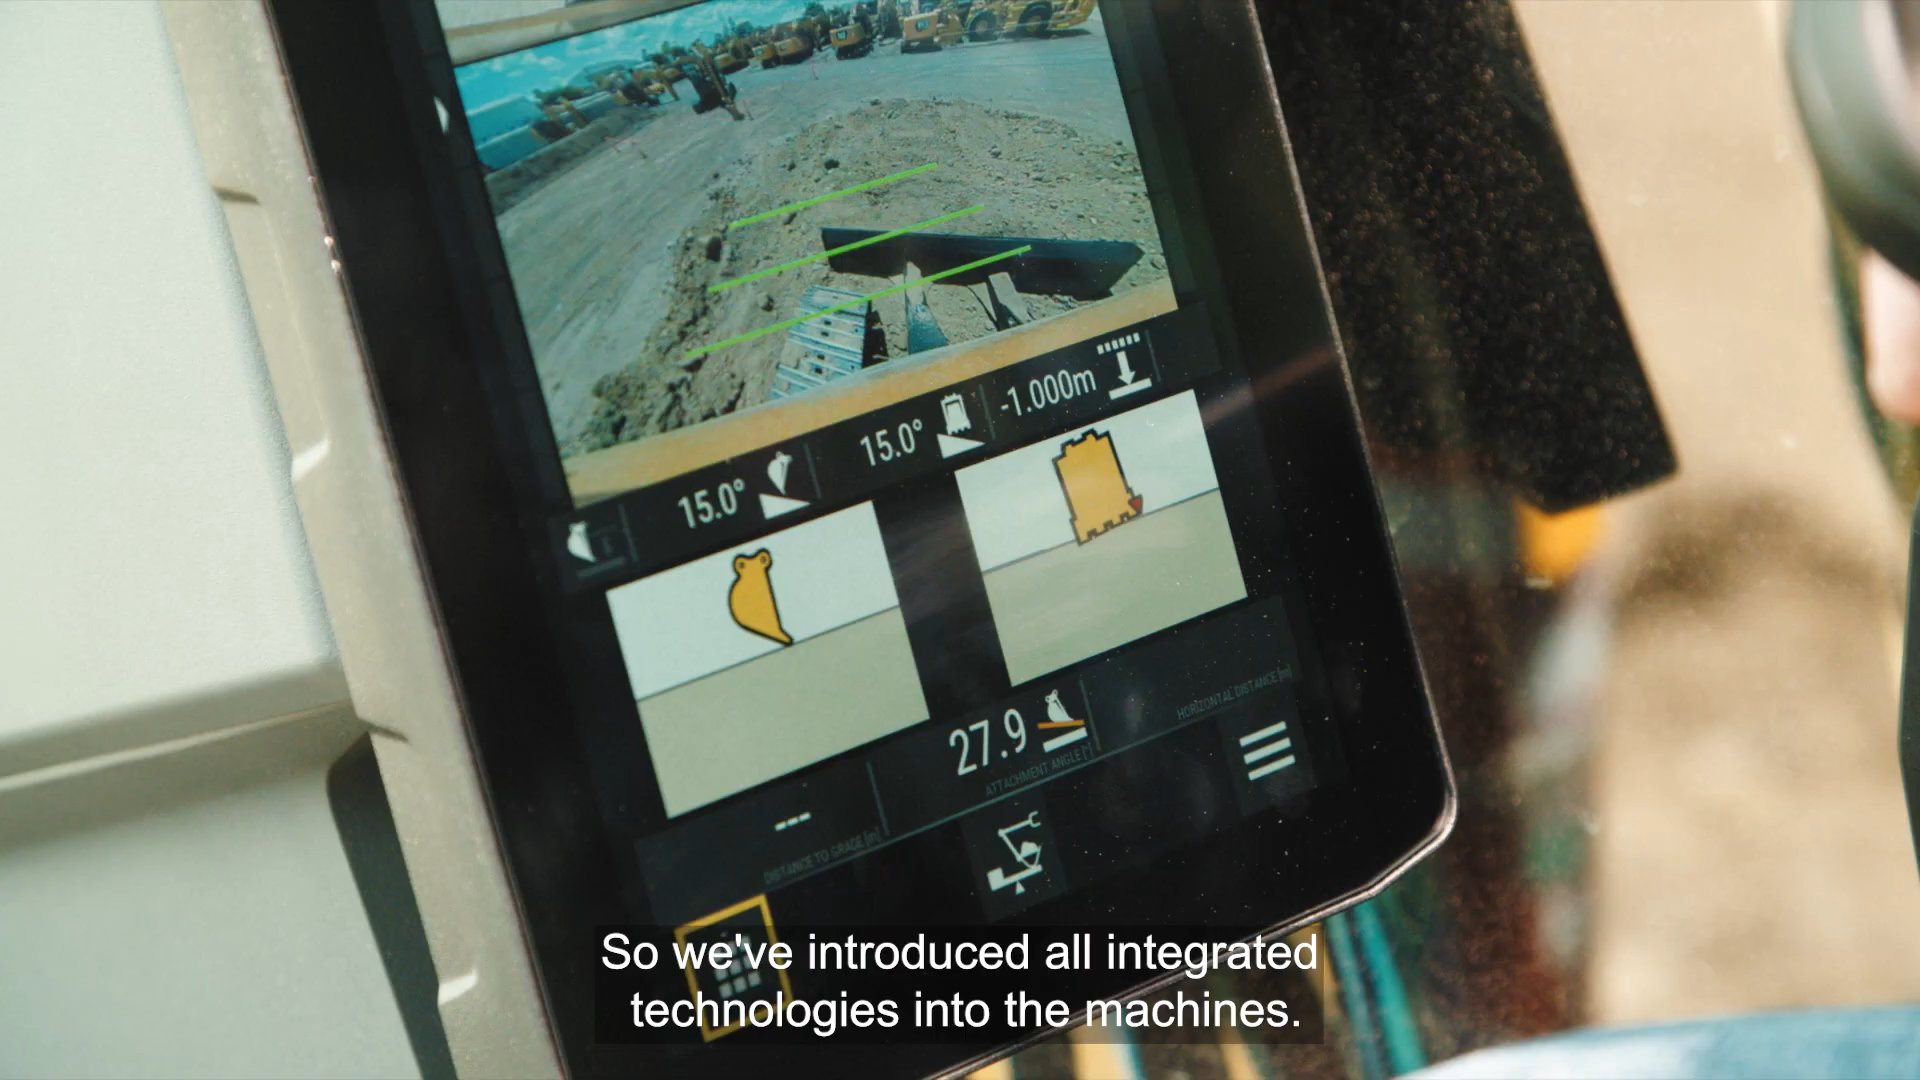 -1.000m
15.0°
15.0°
HORIZONTAL DISTANCE [m]
27.9
ATTACHMENT ANGLE [°]
---
DISTANCE TO GRADE [m]
So we've introduced all integrated
technologies into the machines.